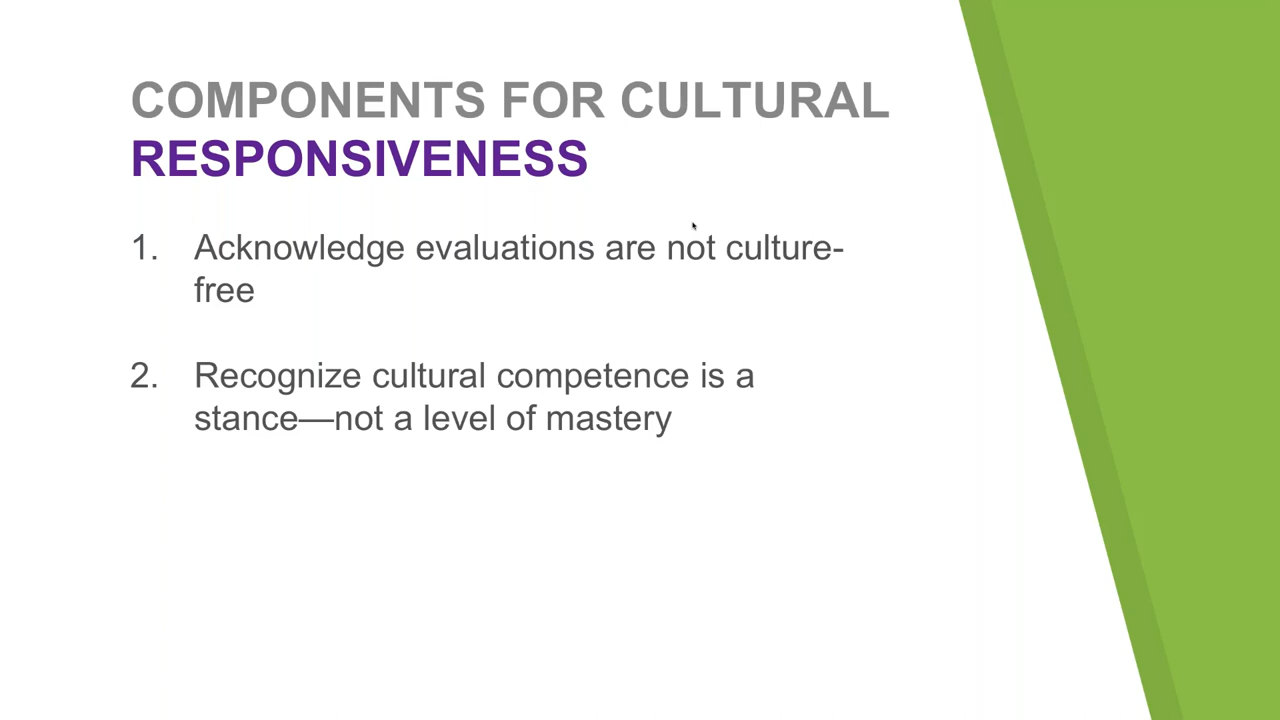 COMPONENTS FOR CULTURAL
RESPONSIVENESS
1. Acknowledge evaluations are not culture-
free
2. Recognize cultural competence is a
stance—not a level of mastery